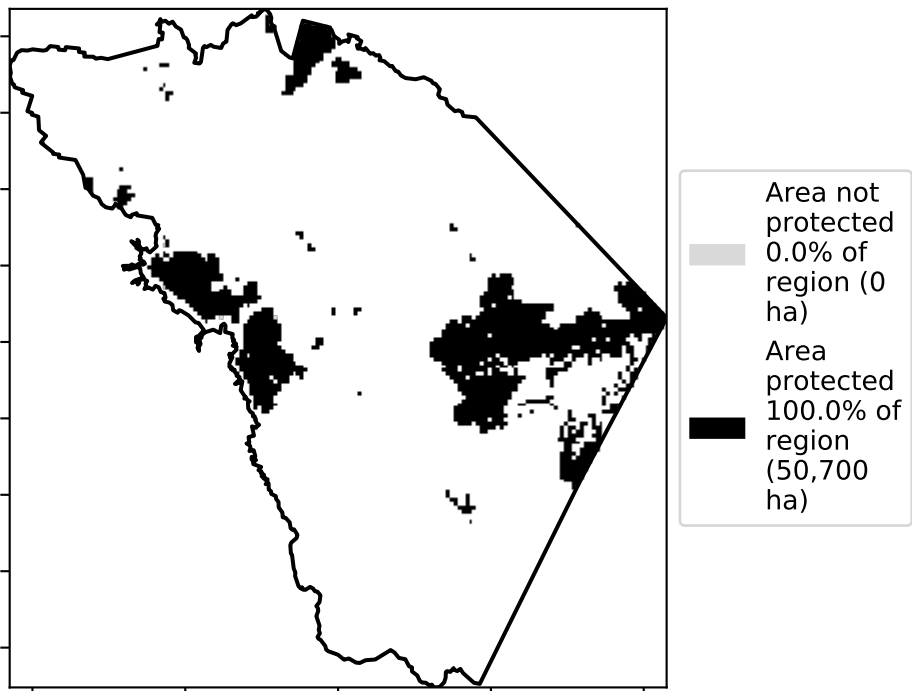 Area not
protected
0.0% of
region (0
ha)
Area
protected
100.0% of
region
(50,700
ha)